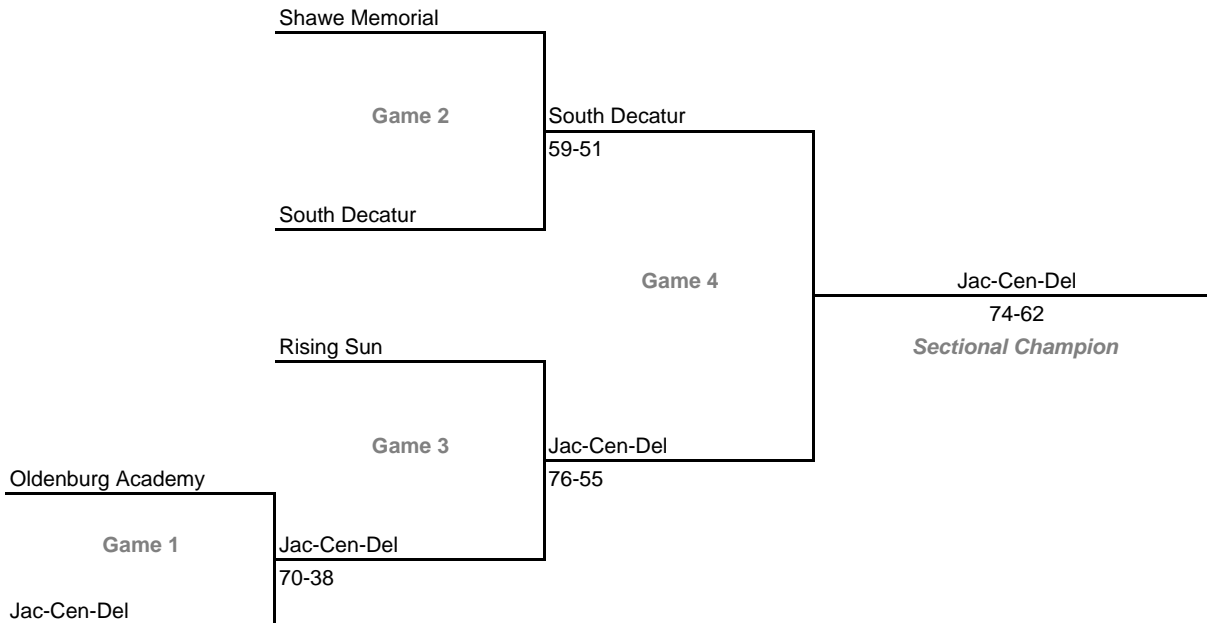 Shawe Memorial
Game 2
South Decatur
59-51
South Decatur
Game 4
Jac-Cen-Del
74-62
Sectional Champion
Rising Sun
Game 3
Jac-Cen-Del
76-55
Oldenburg Academy
Game 1
Jac-Cen-Del
70-38
Jac-Cen-Del